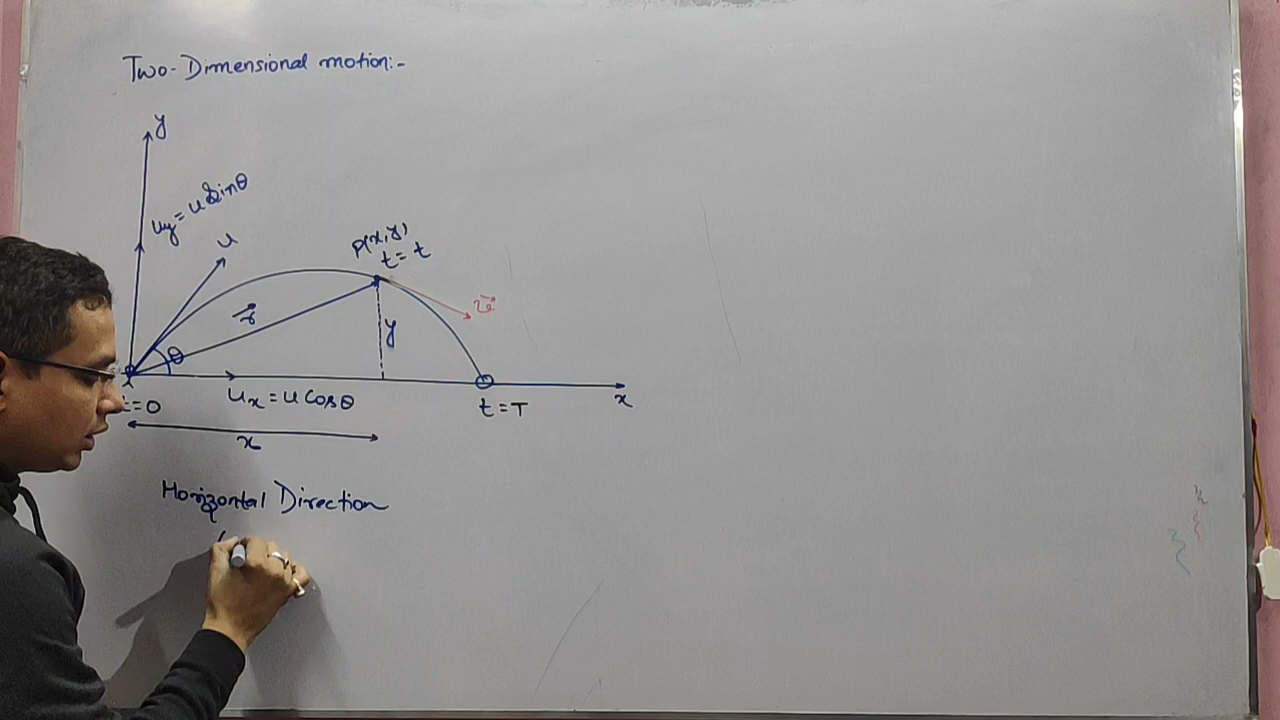 Two-Dimensional motion:-
y
uy = u Sinθ
u
P(x,y)
t = t
r
v
y
θ
ux = u Cosθ
t=0
t = T
x
x
Horizontal Direction
(